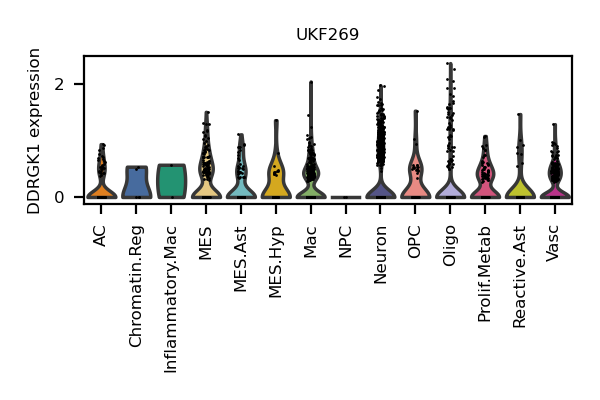 UKF269
DDRGK1 expression
2
0
AC
Chromatin.Reg
Inflammatory.Mac
MES
MES.Ast
MES.Hyp
Mac
NPC
Neuron
OPC
Oligo
Prolif.Metab
Reactive.Ast
Vasc